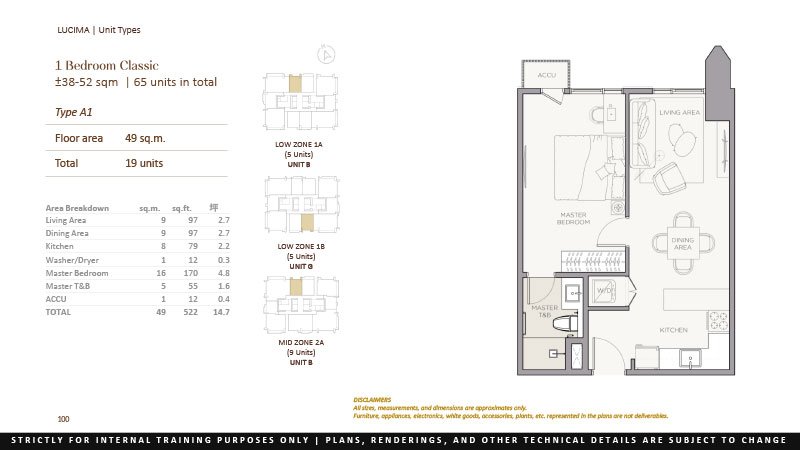 LUCIMA | Unit Types
1 Bedroom Classic
±38-52 sqm | 65 units in total
Type A1
Floor area 49 sq.m.
Total 19 units
Area Breakdown sq.m. sq.ft. 坪
Living Area 9 97 2.7
Dining Area 9 97 2.7
Kitchen 8 79 2.2
Washer/Dryer 1 12 0.3
Master Bedroom 16 170 4.8
Master T&B 5 55 1.6
ACCU 1 12 0.4
TOTAL 49 522 14.7
LOW ZONE 1A
(5 Units)
UNIT B
LOW ZONE 1B
(5 Units)
UNIT G
MID ZONE 2A
(9 Units)
UNIT B
ACCU
LIVING AREA
MASTER
BEDROOM
DINING
AREA
W/D
MASTER
T&B
KITCHEN
DISCLAIMERS
All sizes, measurements, and dimensions are approximates only.
Furniture, appliances, electronics, white goods, accessories, plants, etc. represented in the plans are not deliverables.
100
STRICTLY FOR INTERNAL TRAINING PURPOSES ONLY | PLANS, RENDERINGS, AND OTHER TECHNICAL DETAILS ARE SUBJECT TO CHANGE